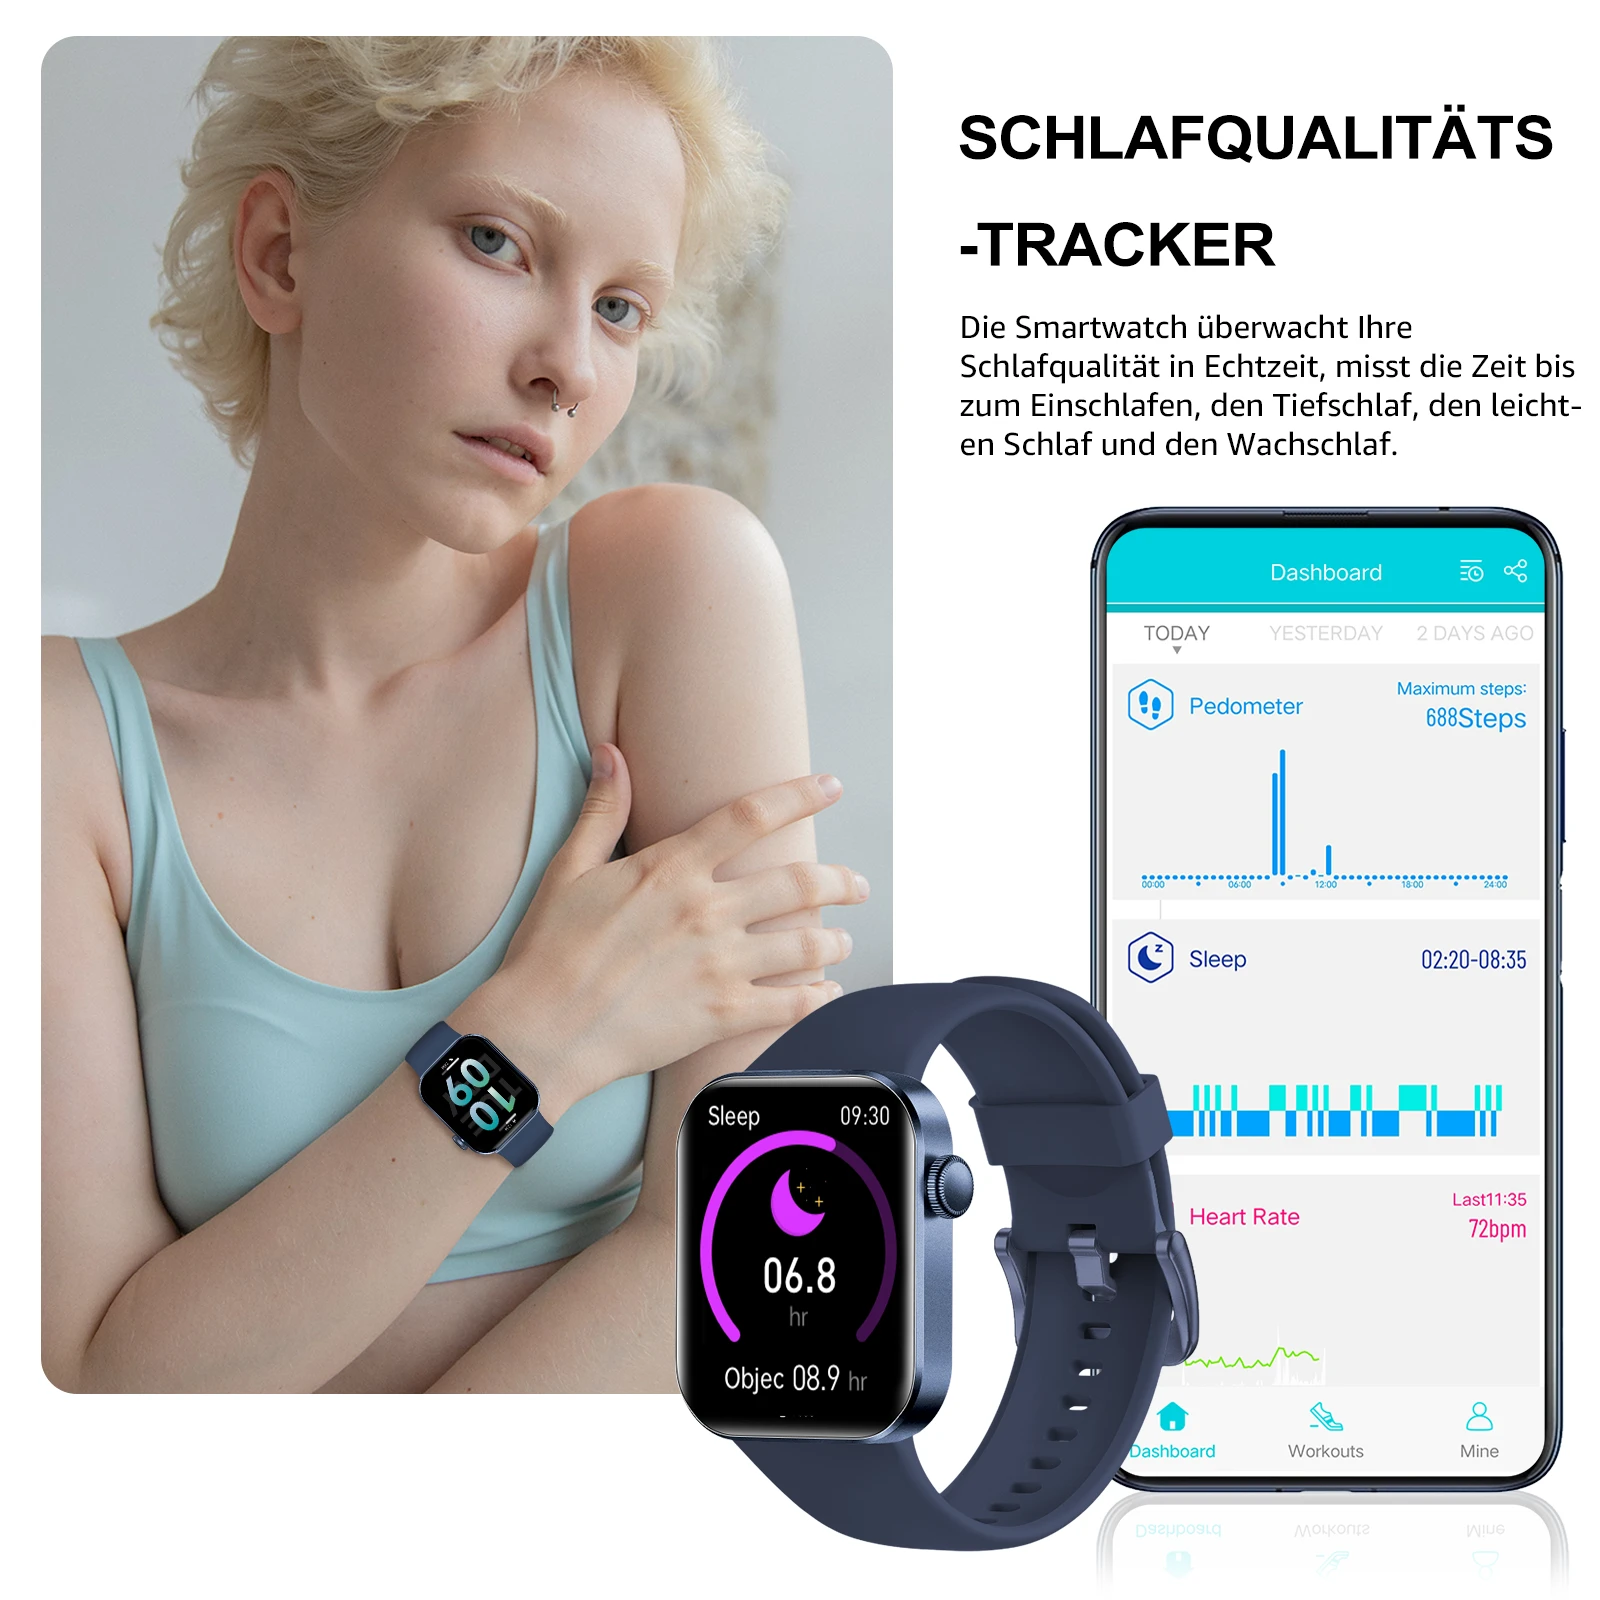 SCHLAFQUALITÄTS
-TRACKER
Die Smartwatch überwacht Ihre
Schlafqualität in Echtzeit, misst die Zeit bis
zum Einschlafen, den Tiefschlaf, den leicht-
en Schlaf und den Wachschlaf.
Dashboard
TODAY YESTERDAY 2 DAYS AGO
Pedometer
Maximum steps:
688Steps
00:00 06:00 12:00 18:00 24:00
Sleep 02:20-08:35
Heart Rate
Last11:35
72bpm
Dashboard Workouts Mine
09
10
Sleep 09:30
06.8
hr
Objec 08.9 hr